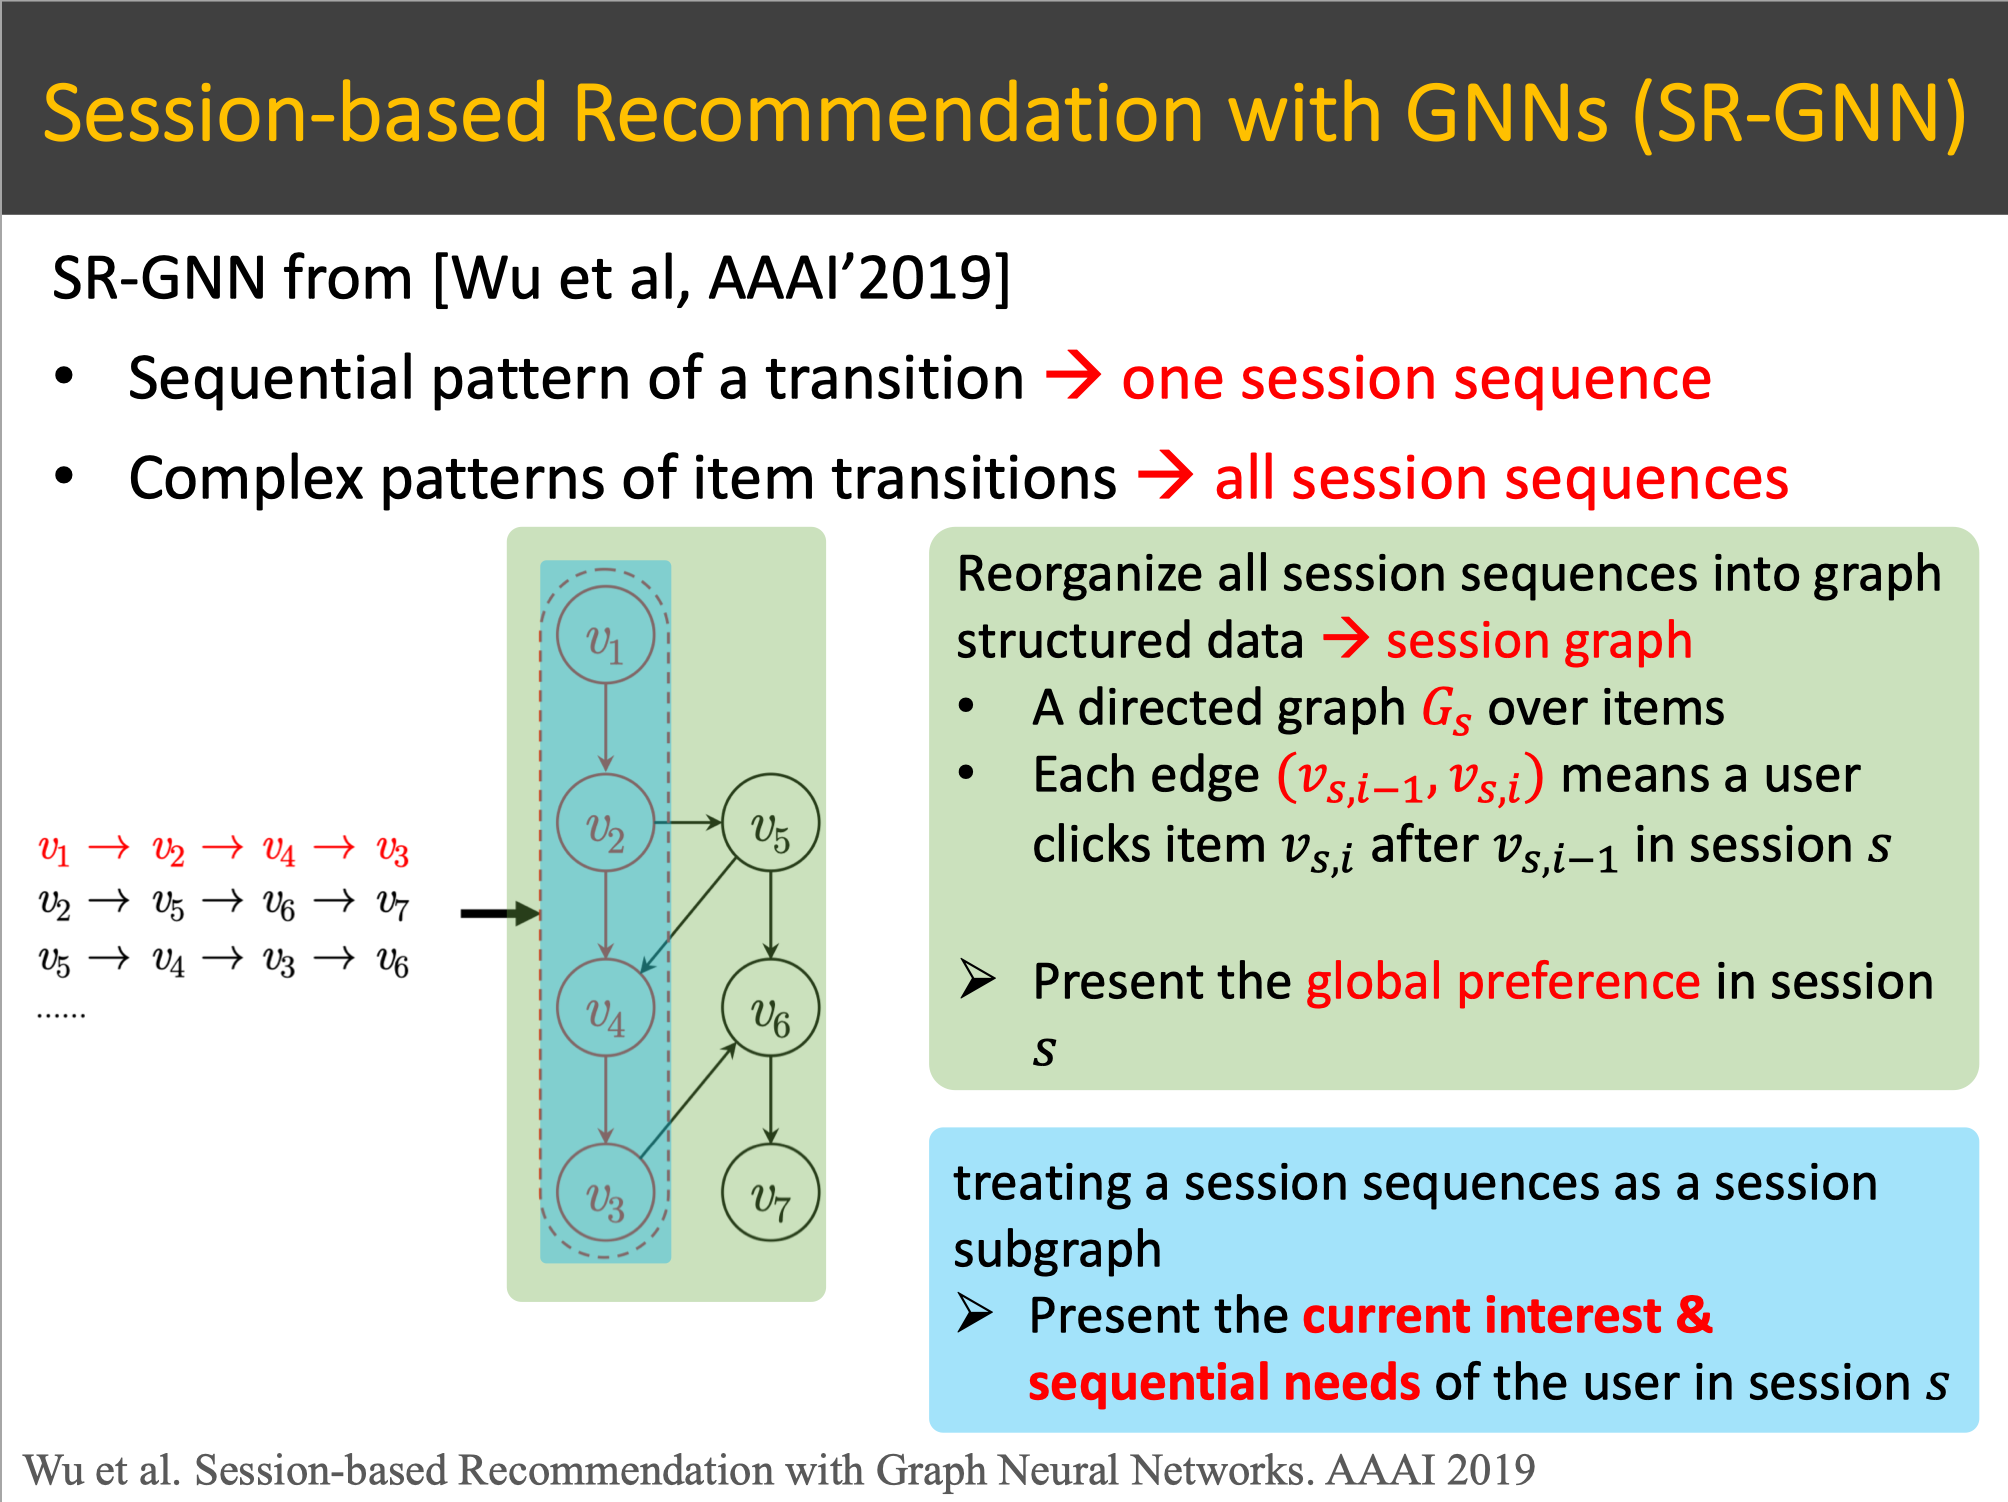 Session-based Recommendation with GNNs (SR-GNN)
SR-GNN from [Wu et al, AAAI’2019]
• Sequential pattern of a transition → one session sequence
• Complex patterns of item transitions → all session sequences
v1 → v2 → v4 → v3
v2 → v5 → v6 → v7
v5 → v4 → v3 → v6
......
v1
v2
v5
v4
v6
v3
v7
Reorganize all session sequences into graph
structured data → session graph
• A directed graph Gs over items
• Each edge (vs,i−1, vs,i) means a user
clicks item vs,i after vs,i−1 in session s
➢ Present the global preference in session
s
treating a session sequences as a session
subgraph
➢ Present the current interest &
sequential needs of the user in session s
Wu et al. Session-based Recommendation with Graph Neural Networks. AAAI 2019